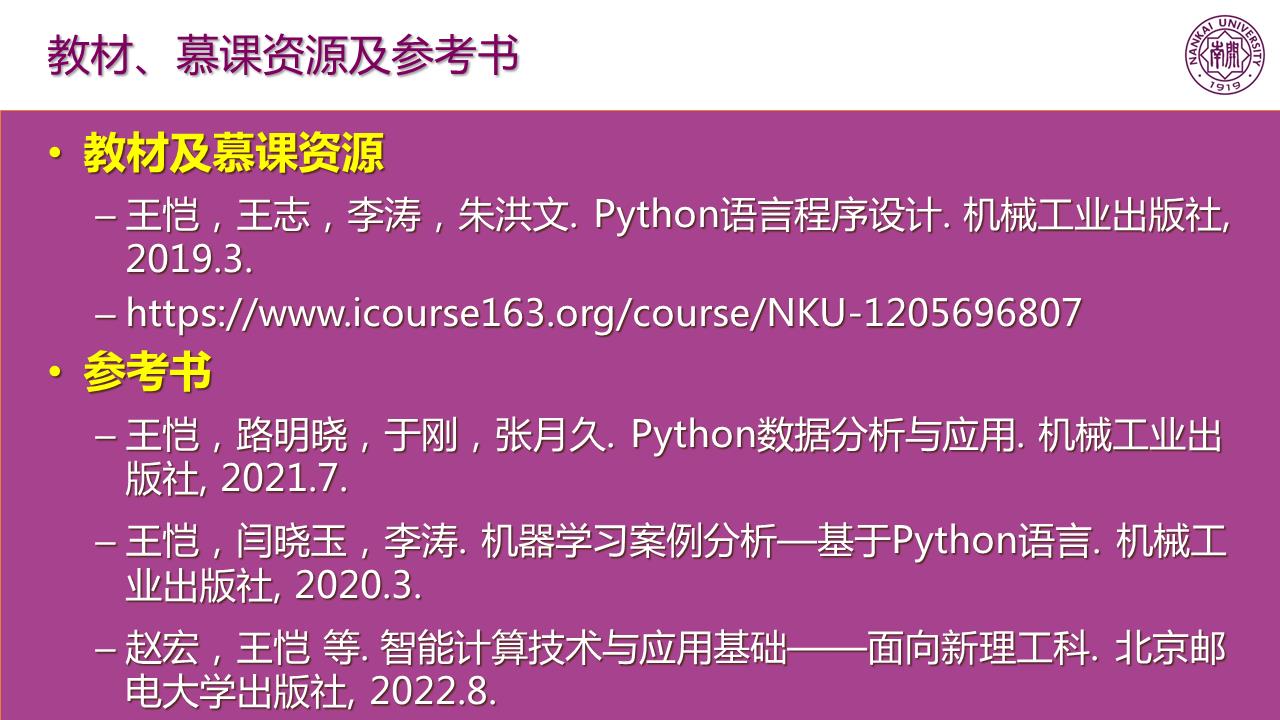 教材、慕课资源及参考书
NANKAI UNIVERSITY
南開
1919
• 教材及慕课资源
– 王恺，王志，李涛，朱洪文. Python语言程序设计. 机械工业出版社,
2019.3.
– https://www.icourse163.org/course/NKU-1205696807
• 参考书
– 王恺，路明晓，于刚，张月久. Python数据分析与应用. 机械工业出
版社, 2021.7.
– 王恺，闫晓玉，李涛. 机器学习案例分析—基于Python语言. 机械工
业出版社, 2020.3.
– 赵宏，王恺 等. 智能计算技术与应用基础——面向新理工科. 北京邮
电大学出版社, 2022.8.